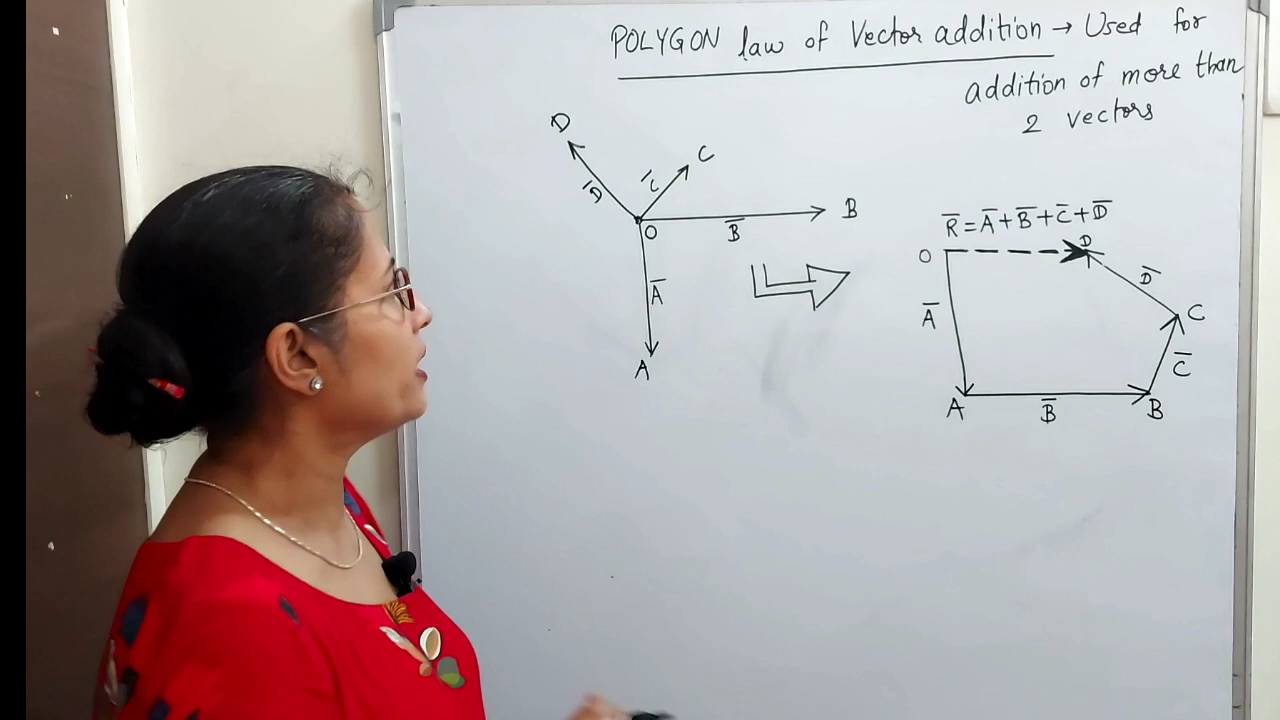 POLYGON law of Vector addition → Used for
addition of more than
2 vectors
D
C
C̅
D̅
B
O
B̅
A̅
A
R̅ = A̅ + B̅ + C̅ + D̅
O
D
D̅
A̅
C
C̅
A
B̅
B